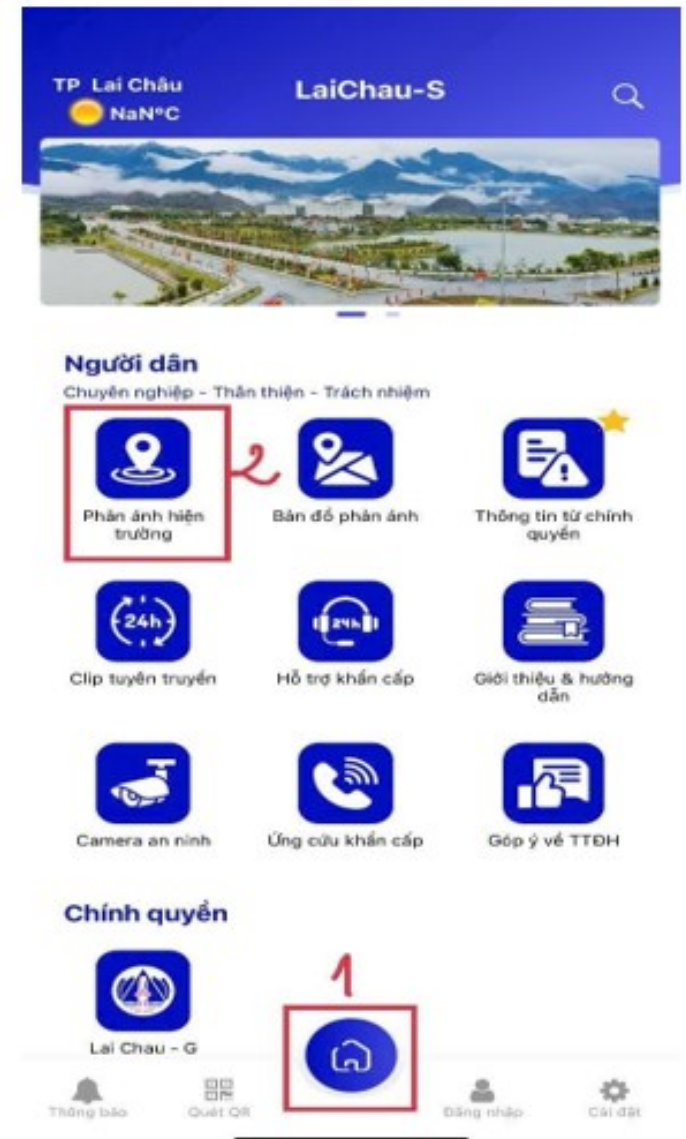 TP Lai Châu
LaiChau-S
NaN°C
Người dân
Chuyên nghiệp - Thân thiện - Trách nhiệm
2
Phản ánh hiện
trường
Bản đồ phản ánh
Thông tin từ chính
quyền
24h
Clip tuyên truyền
24h
Hỗ trợ khẩn cấp
Giới thiệu & hướng
dẫn
Camera an ninh
Ứng cứu khẩn cấp
Góp ý về TTĐH
Chính quyền
1
Lai Chau - G
Thông báo
Quét QR
Đăng nhập
Cài đặt